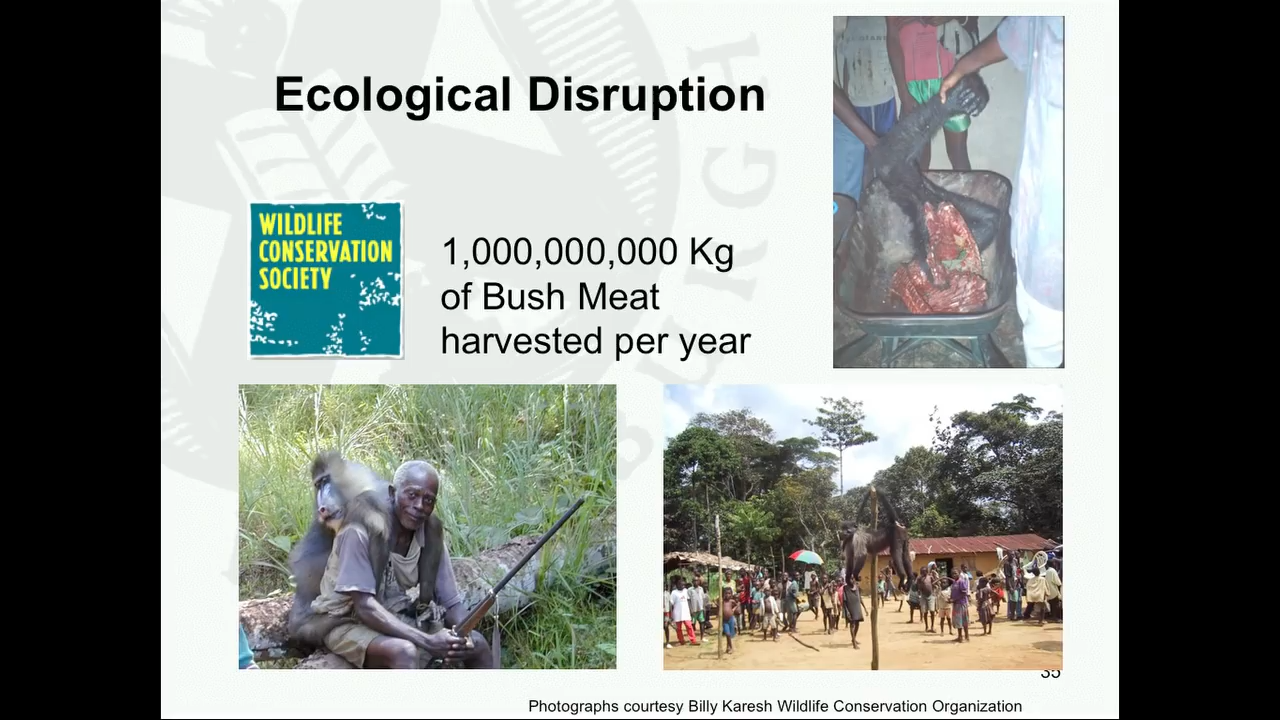 Ecological Disruption
WILDLIFE
CONSERVATION
SOCIETY
1,000,000,000 Kg
of Bush Meat
harvested per year
35
Photographs courtesy Billy Karesh Wildlife Conservation Organization